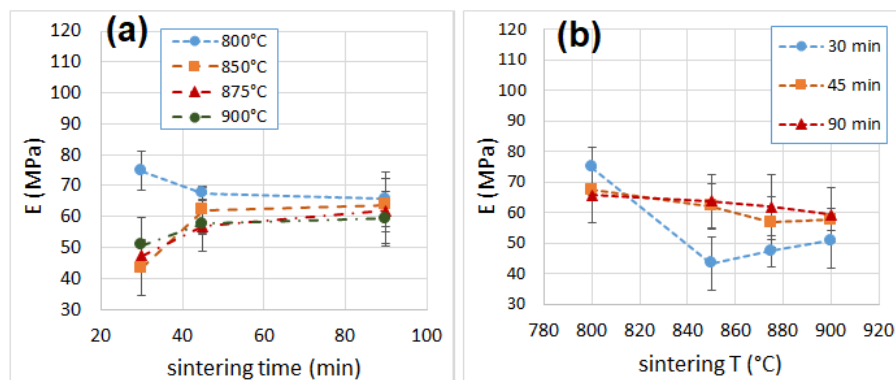 (a)
800°C
850°C
875°C
900°C
120
110
100
90
80
70
60
50
40
30
E (MPa)
20 40 60 80 100
sintering time (min)
(b)
30 min
45 min
90 min
120
110
100
90
80
70
60
50
40
30
E (MPa)
780 800 820 840 860 880 900 920
sintering T (°C)